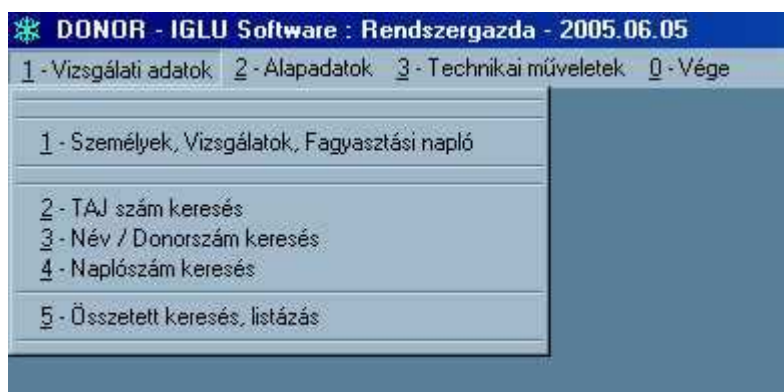 DONOR - IGLU Software : Rendszergazda - 2005.06.05
1 - Vizsgálati adatok 2 - Alapadatok 3 - Technikai műveletek 0 - Vége
1 - Személyek, Vizsgálatok, Fagyasztási napló
2 - TAJ szám keresés
3 - Név / Donorszám keresés
4 - Naplószám keresés
5 - Összetett keresés, listázás